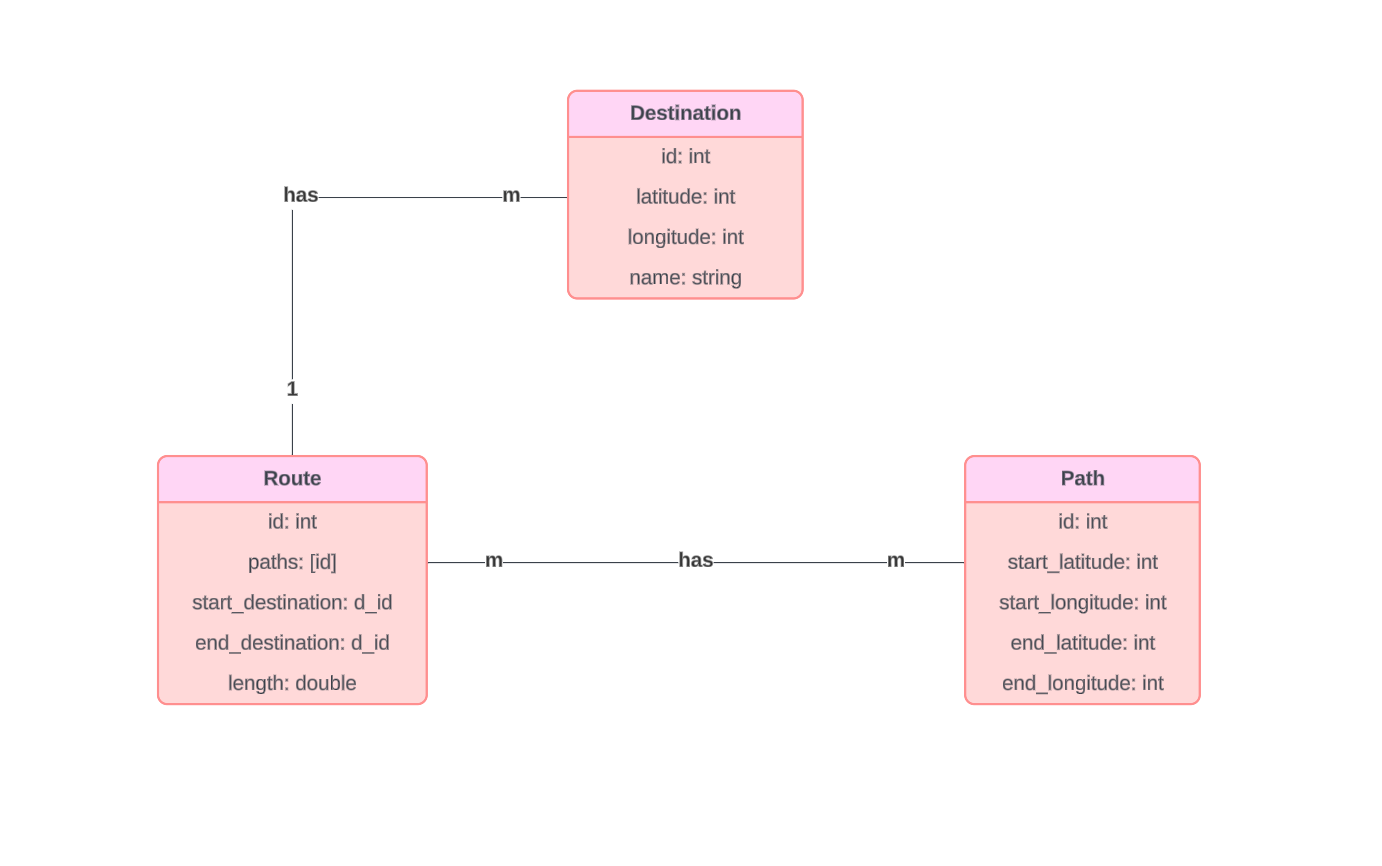 Destination
id: int
latitude: int
longitude: int
name: string
has
m
1
Route
id: int
paths: [id]
start_destination: d_id
end_destination: d_id
length: double
m
has
m
Path
id: int
start_latitude: int
start_longitude: int
end_latitude: int
end_longitude: int